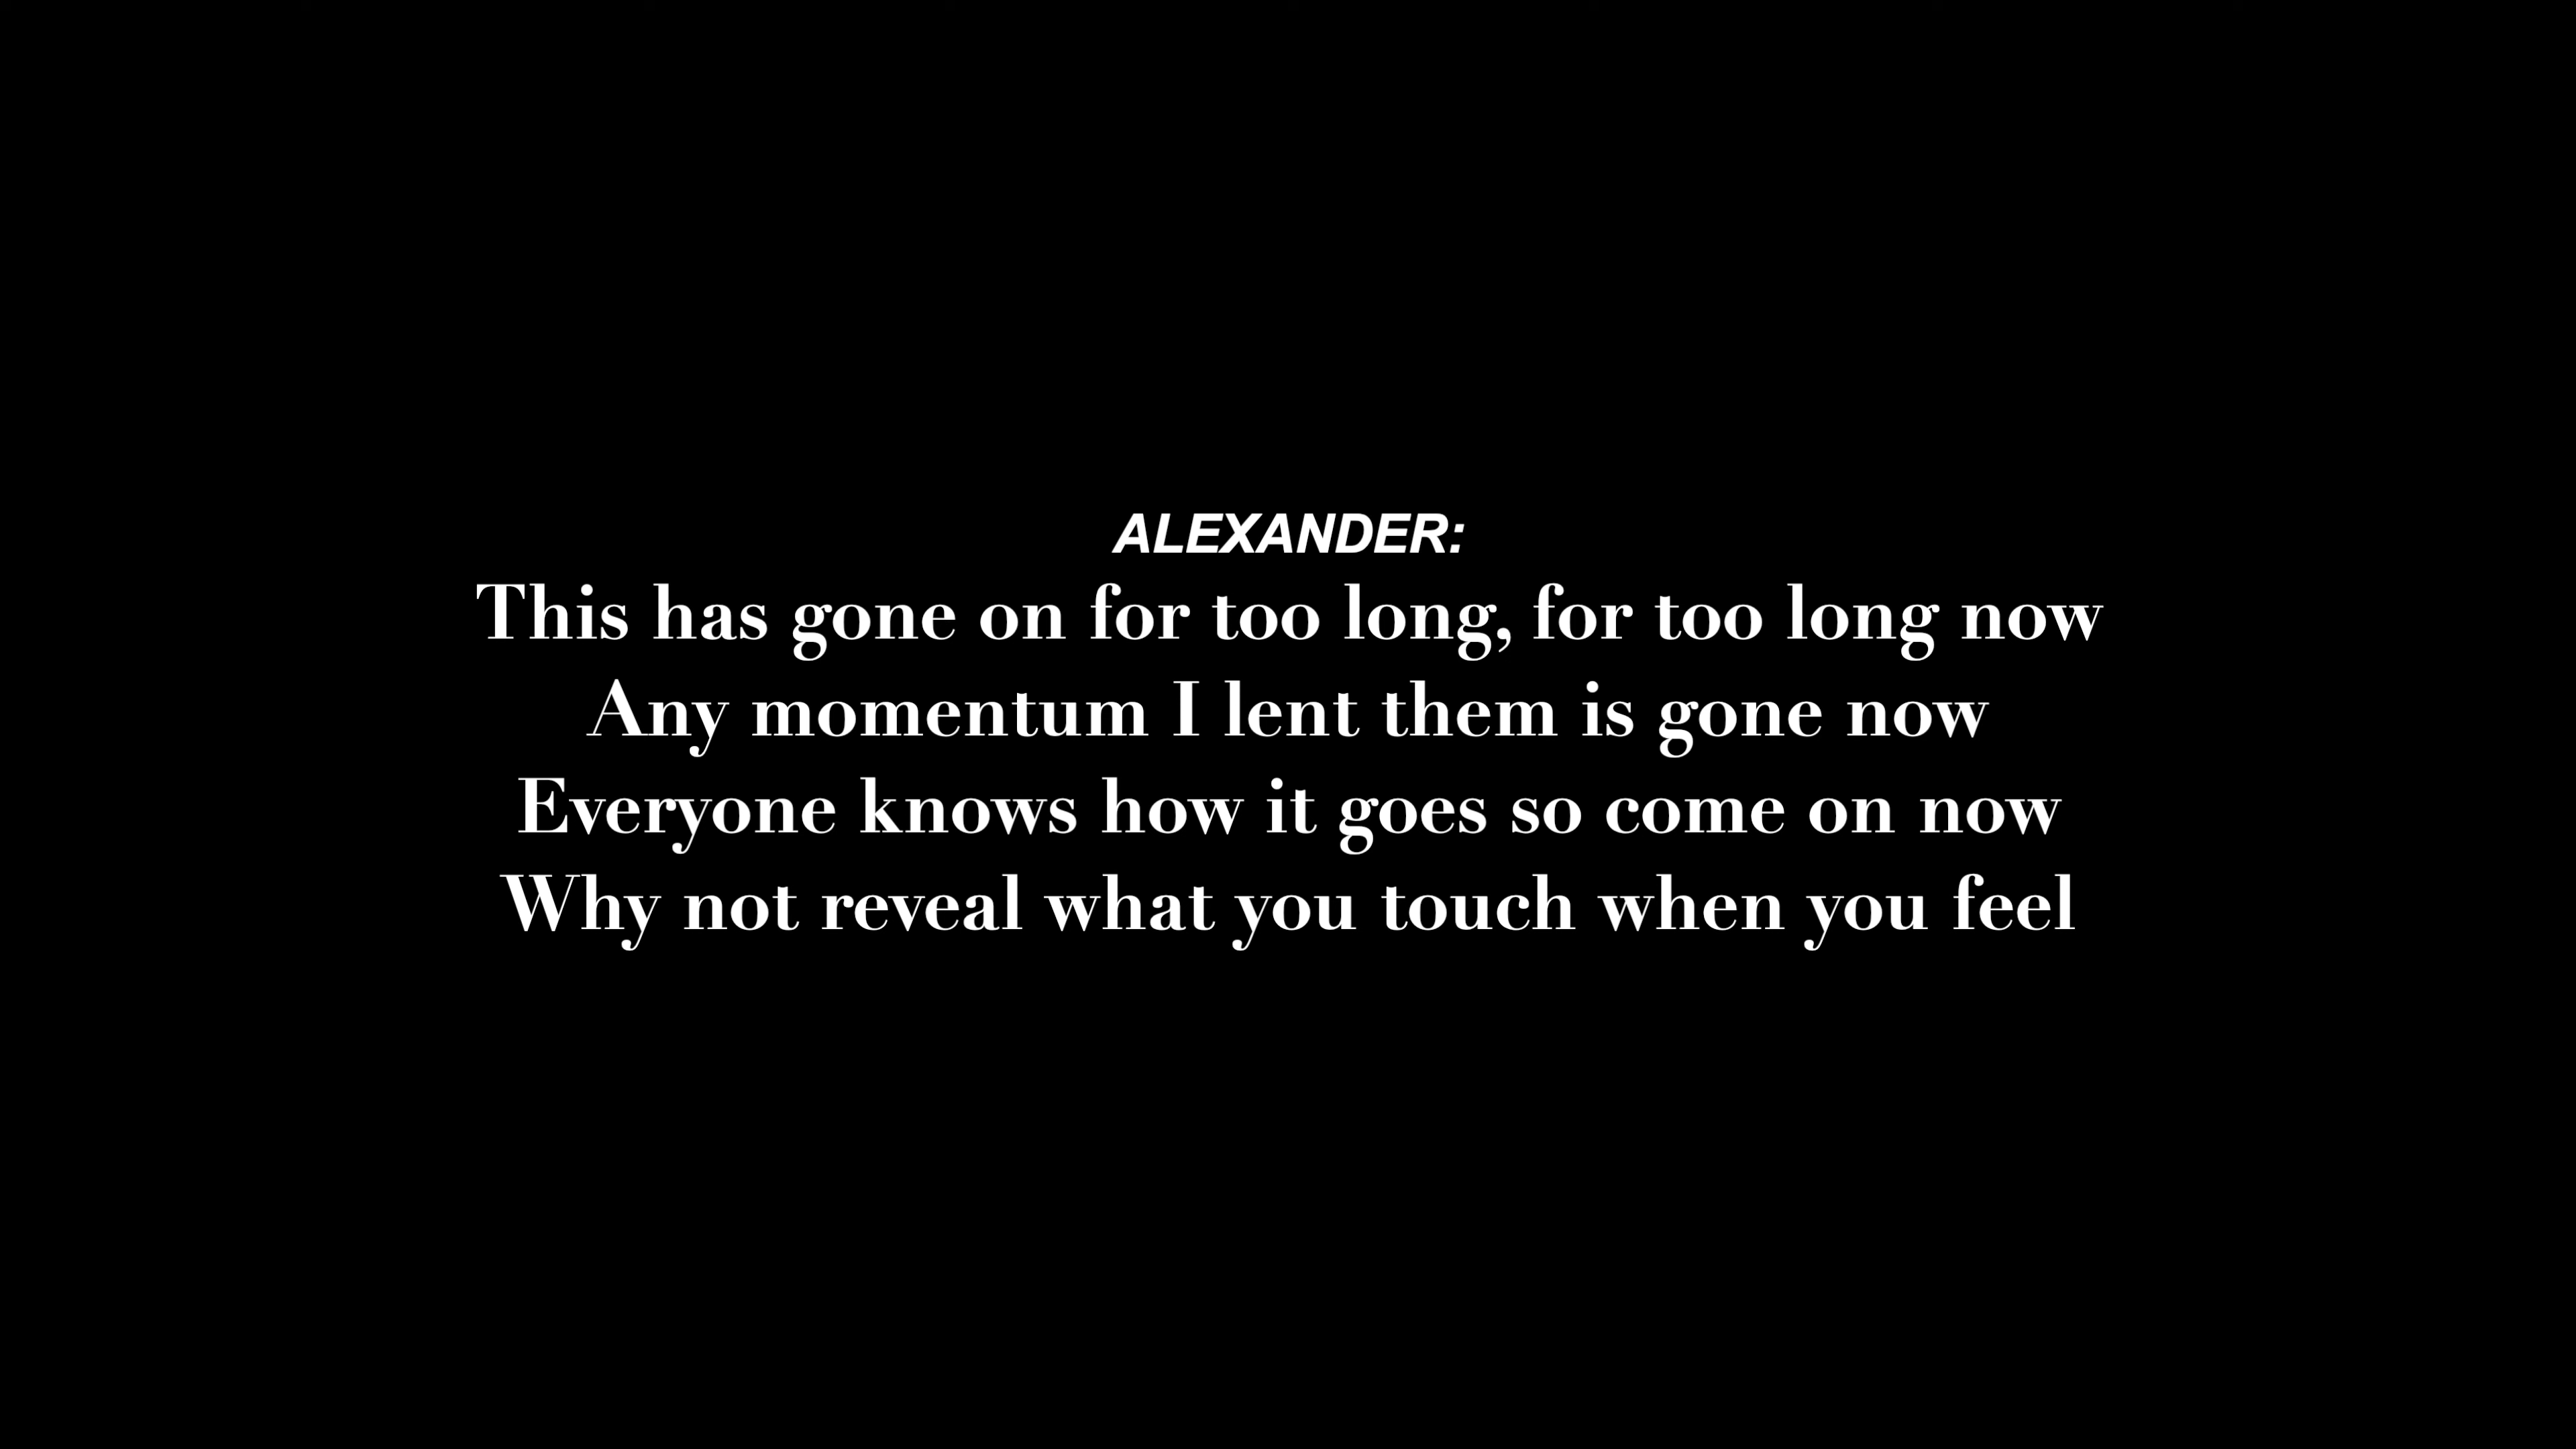 ALEXANDER:
This has gone on for too long, for too long now
Any momentum I lent them is gone now
Everyone knows how it goes so come on now
Why not reveal what you touch when you feel